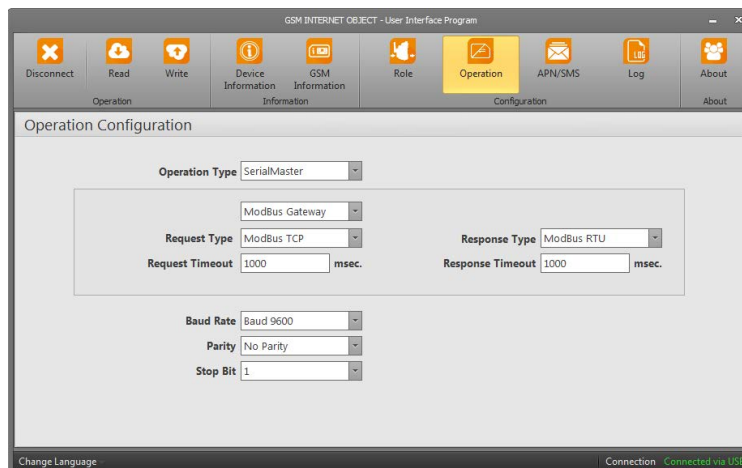 GSM INTERNET OBJECT - User Interface Program
Disconnect Read Write Device Information GSM Information Role Operation APN/SMS Log About
Operation Information Configuration About
Operation Configuration
Operation Type SerialMaster
ModBus Gateway
Request Type ModBus TCP Response Type ModBus RTU
Request Timeout 1000 msec. Response Timeout 1000 msec.
Baud Rate Baud 9600
Parity No Parity
Stop Bit 1
Change Language Connection Connected via USB